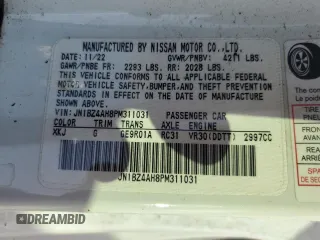 MANUFACTURED BY NISSAN MOTOR CO.,LTD.
DATE: 11/22 GVWR/PNBV: 4211 LBS.
GAWR/PNBE FR: 2293 LBS. RR: 2028 LBS.
THIS VEHICLE CONFORMS TO ALL APPLICABLE FEDERAL
MOTOR VEHICLE SAFETY,BUMPER,AND THEFT PREVENTION
STANDARDS IN EFFECT ON THE DATE OF MANUFACTURE
SHOWN ABOVE.
VIN: JN1BZ4AH8PM311031 PASSENGER CAR
COLOR TRIM TRANS AXLE ENGINE
XKJ G GE9R01A RC31 VR30(DDTT) 2997CC
JN1BZ4AH8PM311031
AUTOHELPERBOT.COM